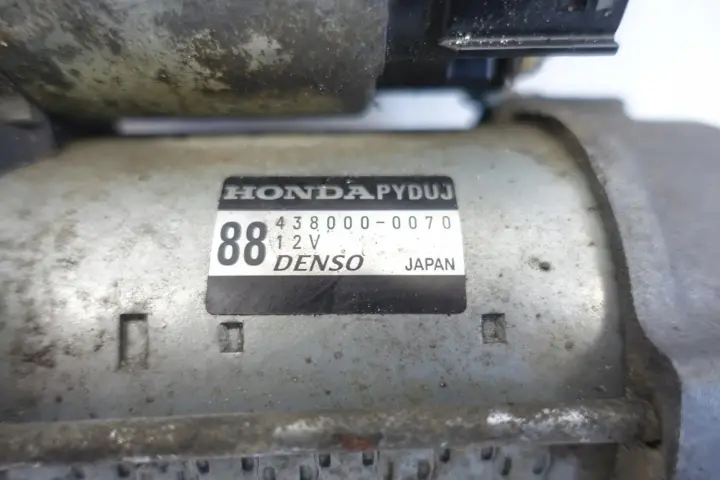 HONDA PYDUJ
88 438000-0070
12V
DENSO JAPAN